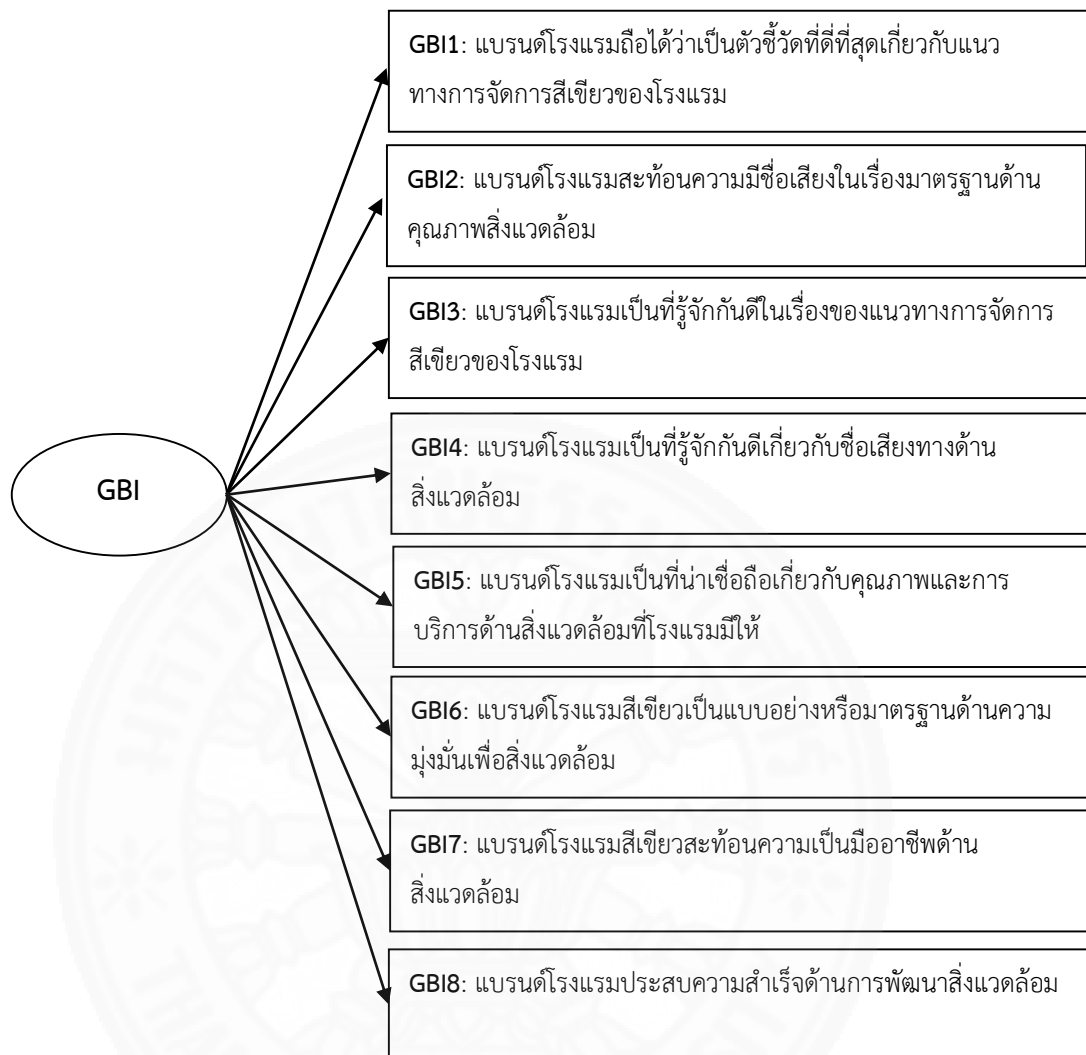 GBI1: แบรนด์โรงแรมถือได้ว่าเป็นตัวชี้วัดที่ดีที่สุดเกี่ยวกับแนว
ทางการจัดการสีเขียวของโรงแรม
GBI2: แบรนด์โรงแรมสะท้อนความมีชื่อเสียงในเรื่องมาตรฐานด้าน
คุณภาพสิ่งแวดล้อม
GBI3: แบรนด์โรงแรมเป็นที่รู้จักกันดีในเรื่องของแนวทางการจัดการ
สีเขียวของโรงแรม
GBI4: แบรนด์โรงแรมเป็นที่รู้จักกันดีเกี่ยวกับชื่อเสียงทางด้าน
สิ่งแวดล้อม
GBI
GBI5: แบรนด์โรงแรมเป็นที่น่าเชื่อถือเกี่ยวกับคุณภาพและการ
บริการด้านสิ่งแวดล้อมที่โรงแรมมีให้
GBI6: แบรนด์โรงแรมสีเขียวเป็นแบบอย่างหรือมาตรฐานด้านความ
มุ่งมั่นเพื่อสิ่งแวดล้อม
GBI7: แบรนด์โรงแรมสีเขียวสะท้อนความเป็นมืออาชีพด้าน
สิ่งแวดล้อม
GBI8: แบรนด์โรงแรมประสบความสำเร็จด้านการพัฒนาสิ่งแวดล้อม